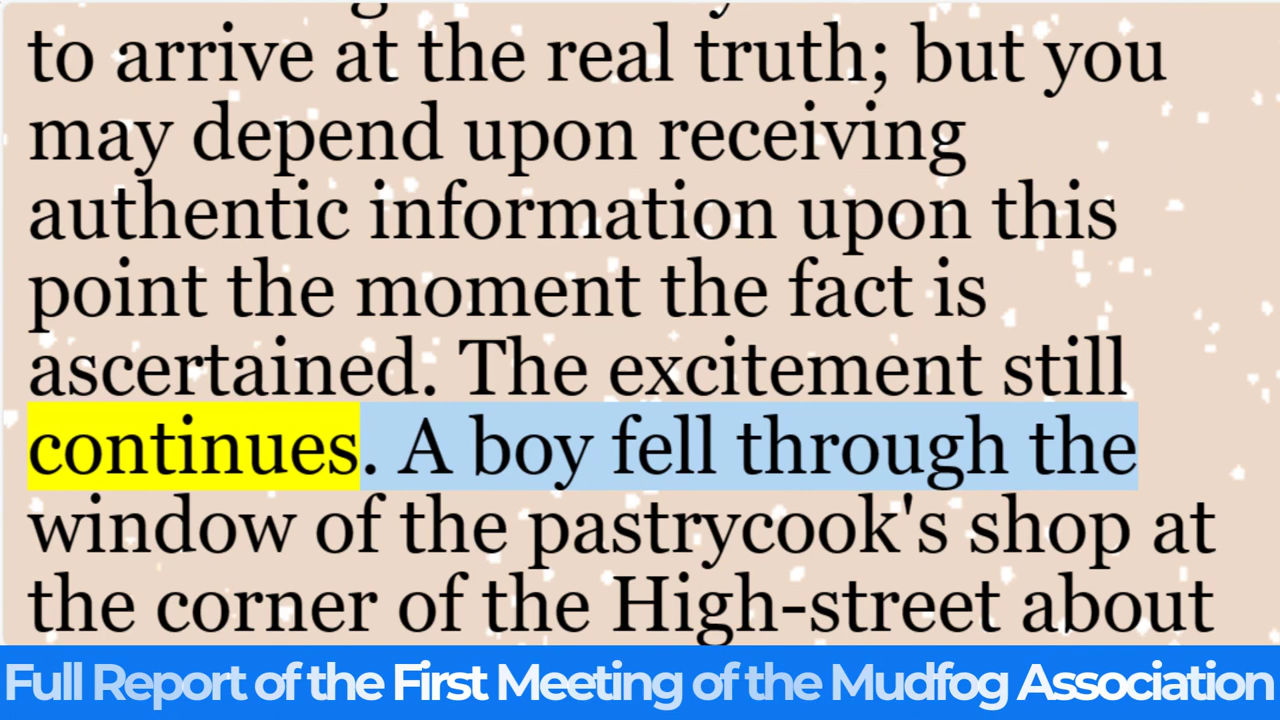 to arrive at the real truth; but you
may depend upon receiving
authentic information upon this
point the moment the fact is
ascertained. The excitement still
continues. A boy fell through the
window of the pastrycook's shop at
the corner of the High-street about
Full Report of the First Meeting of the Mudfog Association